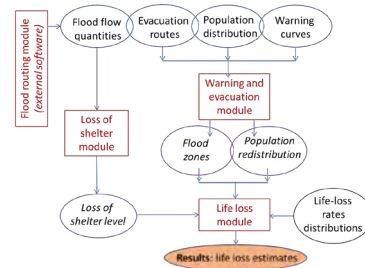 Flood routing module
(external software)
Flood flow
quantities
Evacuation
routes
Population
distribution
Warning
curves
Loss of
shelter
module
Warning and
evacuation
module
Flood
zones
Population
redistribution
Loss of
shelter level
Life loss
module
Life-loss
rates
distributions
Results: life loss estimates